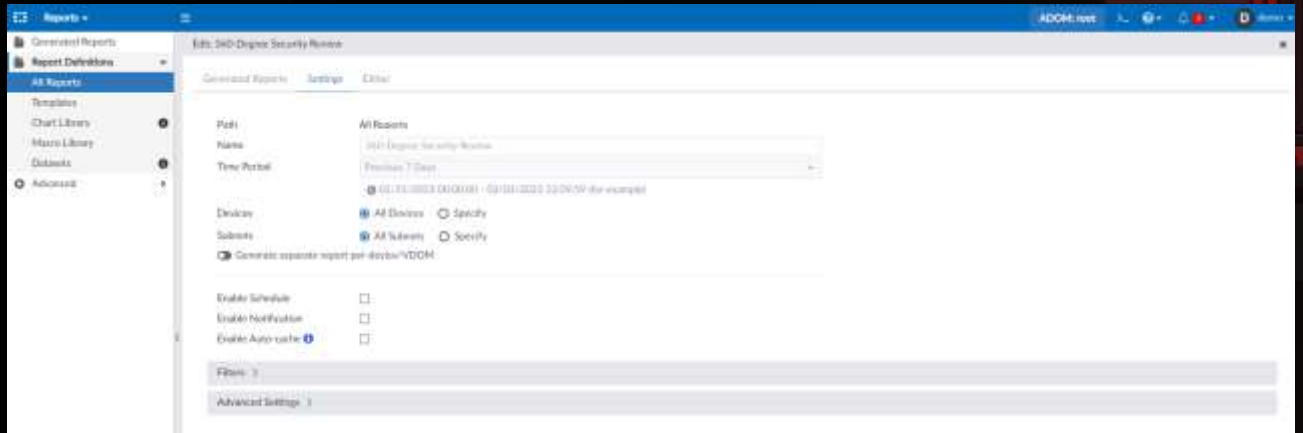 Reports
ADOM: root
D demo
Generated Reports
Report Definitions
All Reports
Templates
Chart Library
Macro Library
Datasets
Advanced
Edit: 360-Degree Security Review
Generated Reports Settings Editor
Path All Reports
Name 360-Degree Security Review
Time Period Previous 7 Days
(for example)
Devices All Devices Specify
Subnets All Subnets Specify
Generate separate report per device/VDOM
Enable Schedule
Enable Notification
Enable Auto-cache
Filters
Advanced Settings